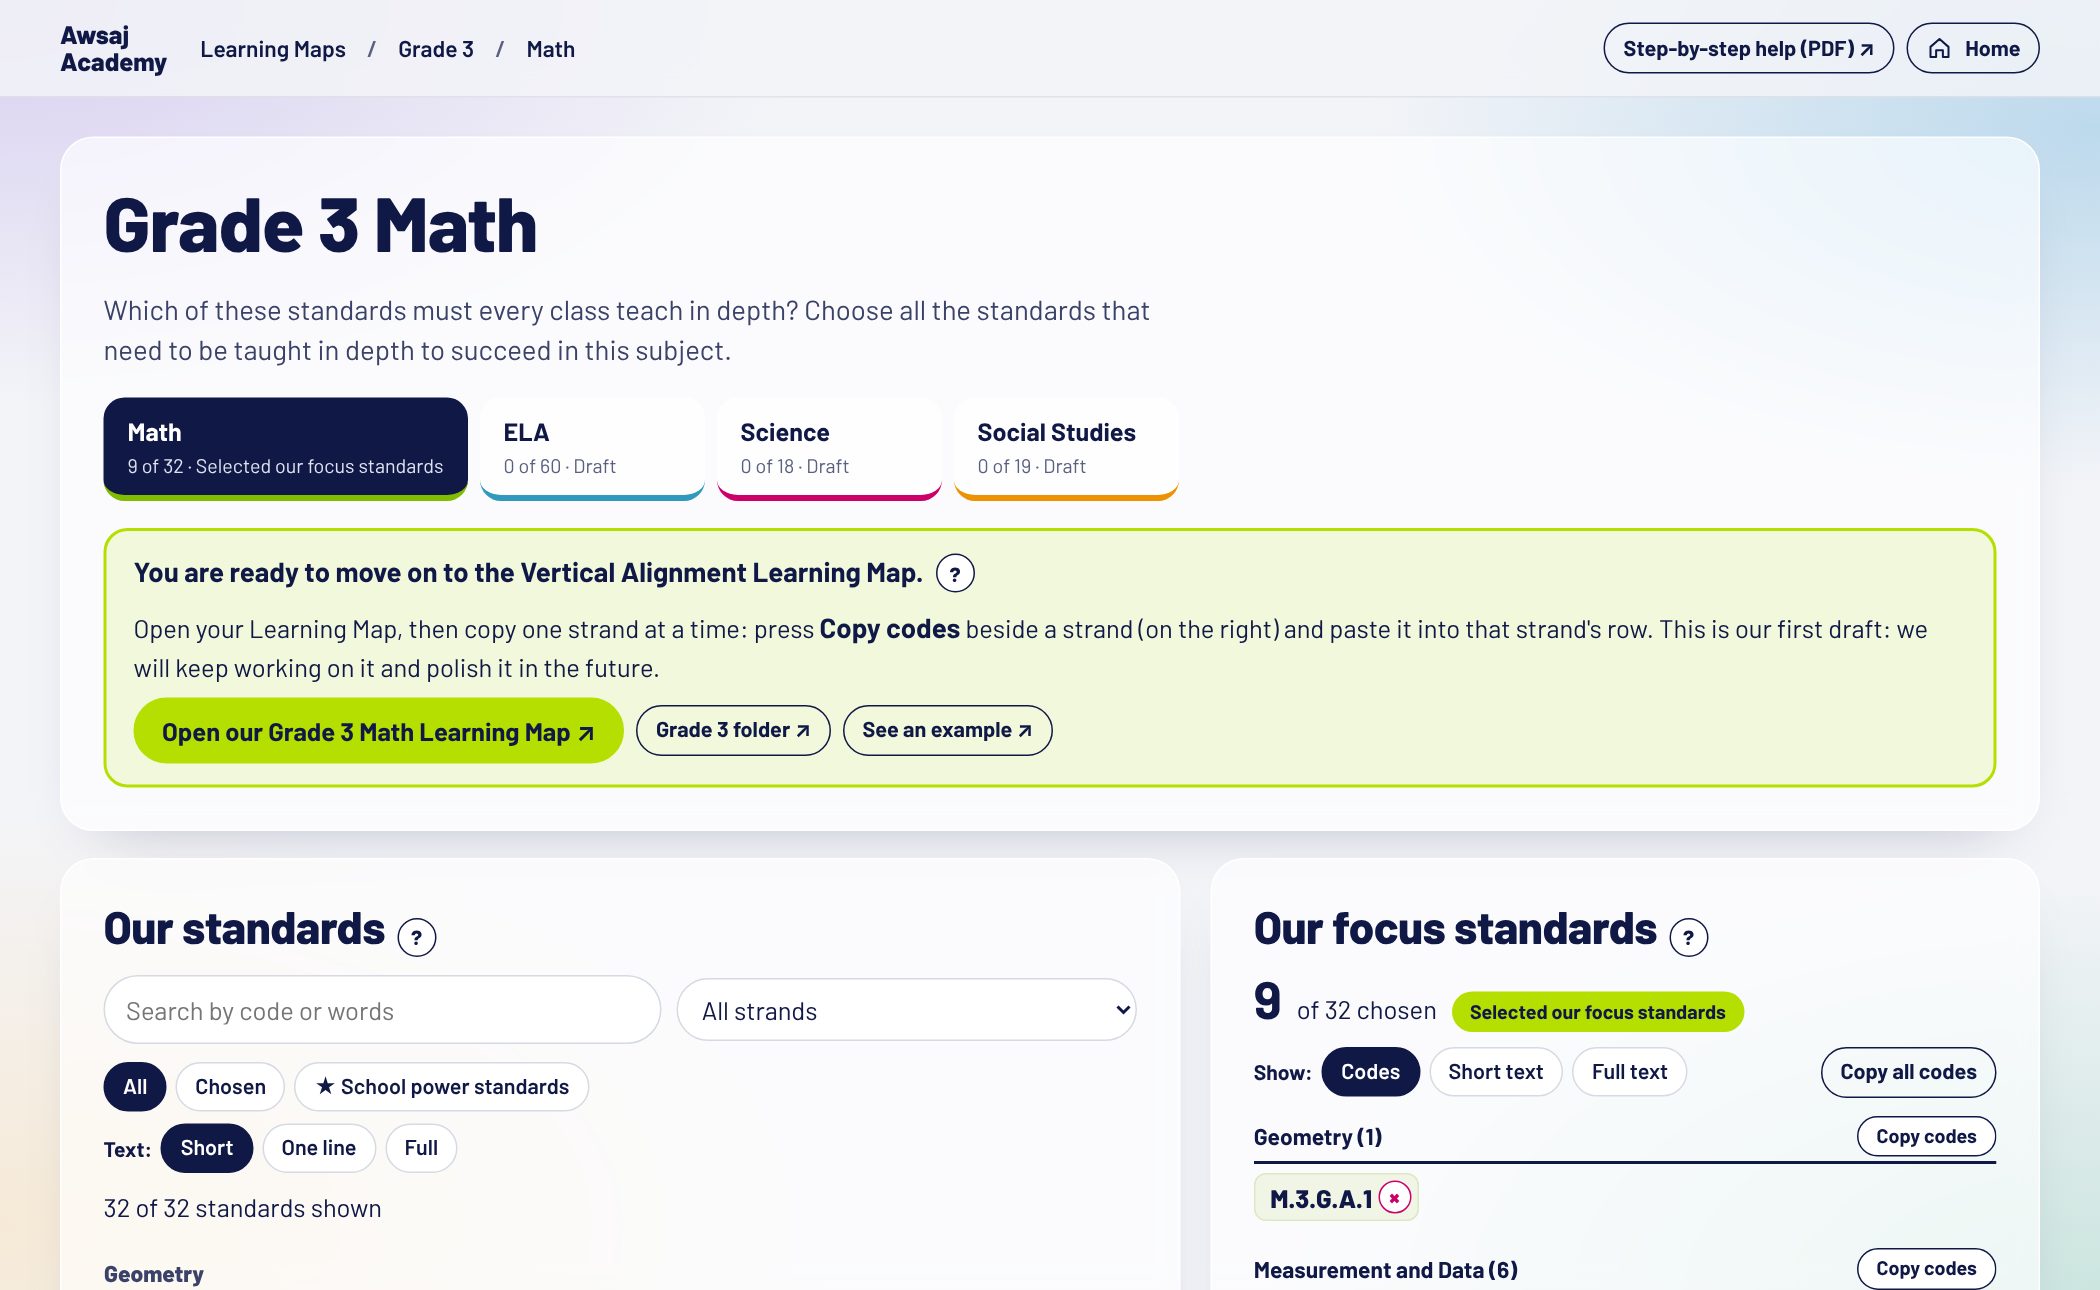 Awsaj
Academy
Learning Maps / Grade 3 / Math
Step-by-step help (PDF) ↗
Home
Grade 3 Math
Which of these standards must every class teach in depth? Choose all the standards that
need to be taught in depth to succeed in this subject.
Math
9 of 32 · Selected our focus standards
ELA
0 of 60 · Draft
Science
0 of 18 · Draft
Social Studies
0 of 19 · Draft
You are ready to move on to the Vertical Alignment Learning Map. ?
Open your Learning Map, then copy one strand at a time: press Copy codes beside a strand (on the right) and paste it into that strand's row. This is our first draft: we
will keep working on it and polish it in the future.
Open our Grade 3 Math Learning Map ↗
Grade 3 folder ↗
See an example ↗
Our standards ?
Search by code or words
All strands
All
Chosen
★ School power standards
Text: Short One line Full
32 of 32 standards shown
Geometry
Our focus standards ?
9 of 32 chosen Selected our focus standards
Show: Codes Short text Full text
Copy all codes
Geometry (1)
Copy codes
M.3.G.A.1 ×
Measurement and Data (6)
Copy codes